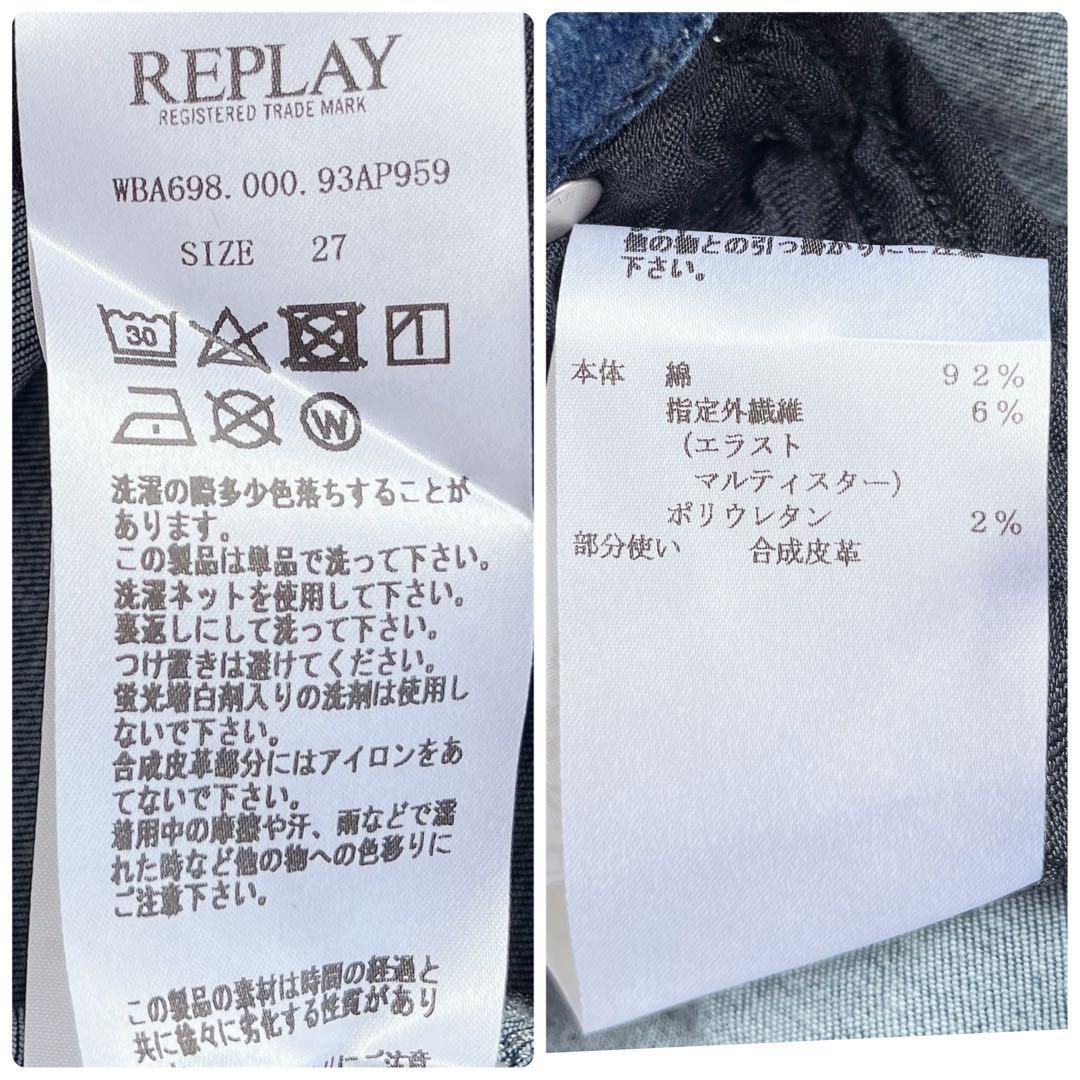 REPLAY
REGISTERED TRADE MARK
WBA698.000.93AP959
SIZE 27
30
W
洗濯の際多少色落ちすることが
あります。
この製品は単品で洗って下さい。
洗濯ネットを使用して下さい。
裏返しにして洗って下さい。
つけ置きは避けてください。
蛍光増白剤入りの洗剤は使用し
ないで下さい。
合成皮革部分にはアイロンをあ
てないで下さい。
着用中の摩擦や汗、雨などで濡
れた時など他の物への色移りに
ご注意下さい。
この製品の素材は時間の経過と
共に徐々に劣化する性質があり
にご注意
他の物との引っ掛かりにご注意
下さい。
本体 綿 92%
指定外繊維 6%
(エラスト
マルティスター)
ポリウレタン 2%
部分使い 合成皮革